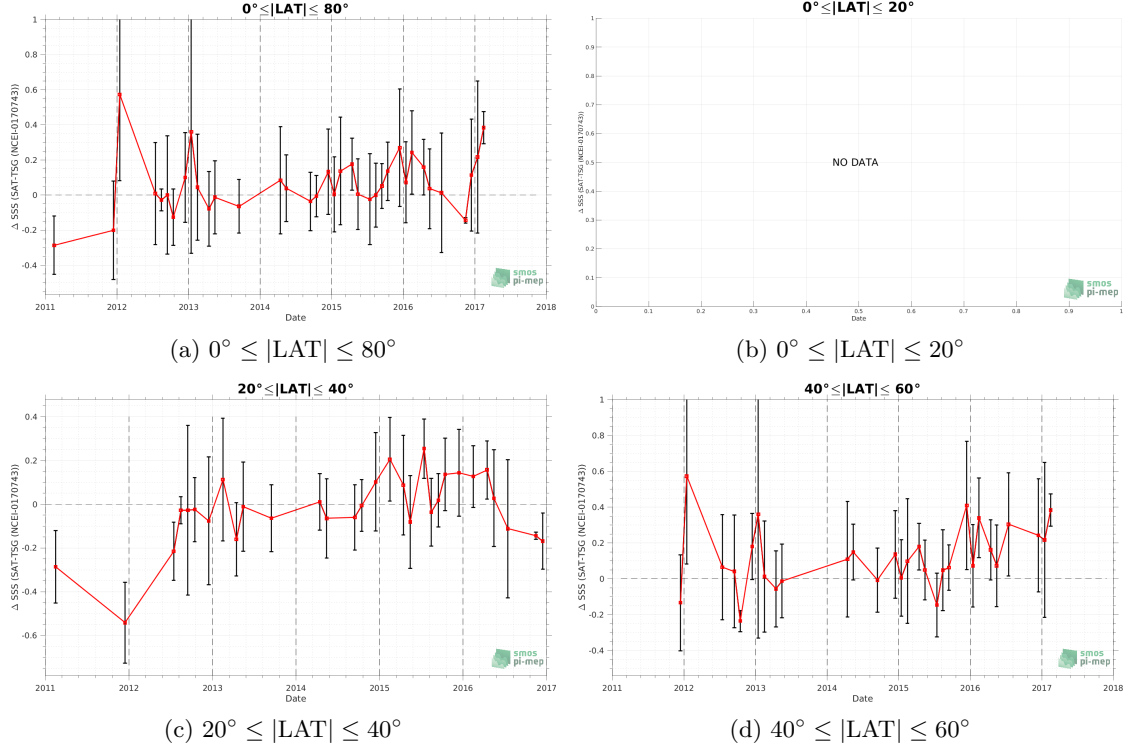 0°≤|LAT|≤ 80°
Δ SSS (SAT-TSG (NCEI-0170743))
1
0.8
0.6
0.4
0.2
0
-0.2
-0.4
2011 2012 2013 2014 2015 2016 2017 2018
Date
smos
pi-mep
(a) 0° ≤ |LAT| ≤ 80°
0°≤|LAT|≤ 20°
Δ SSS (SAT-TSG (NCEI-0170743))
1
0.9
0.8
0.7
0.6
0.5
0.4
0.3
0.2
0.1
0
NO DATA
0 0.1 0.2 0.3 0.4 0.5 0.6 0.7 0.8 0.9 1
Date
smos
pi-mep
(b) 0° ≤ |LAT| ≤ 20°
20°≤|LAT|≤ 40°
Δ SSS (SAT-TSG (NCEI-0170743))
0.4
0.2
0
-0.2
-0.4
-0.6
2011 2012 2013 2014 2015 2016 2017
Date
smos
pi-mep
(c) 20° ≤ |LAT| ≤ 40°
40°≤|LAT|≤ 60°
Δ SSS (SAT-TSG (NCEI-0170743))
1
0.8
0.6
0.4
0.2
0
-0.2
-0.4
2011 2012 2013 2014 2015 2016 2017 2018
Date
smos
pi-mep
(d) 40° ≤ |LAT| ≤ 60°